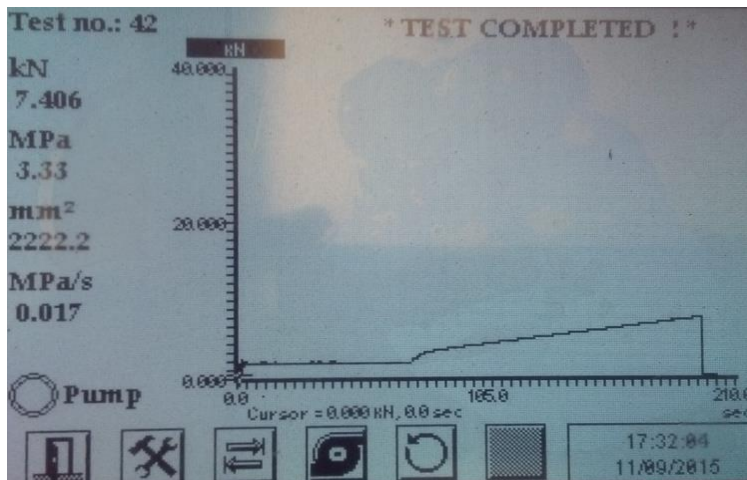 Test no.: 42
* TEST COMPLETED ! *
kN
7.406
MPa
3.33
mm²
2222.2
MPa/s
0.017
Pump
kN
40.000
20.000
0.000
0.0
105.0
210.0
sec
Cursor = 0.000 kN, 0.0 sec
17:32:04
11/09/2015